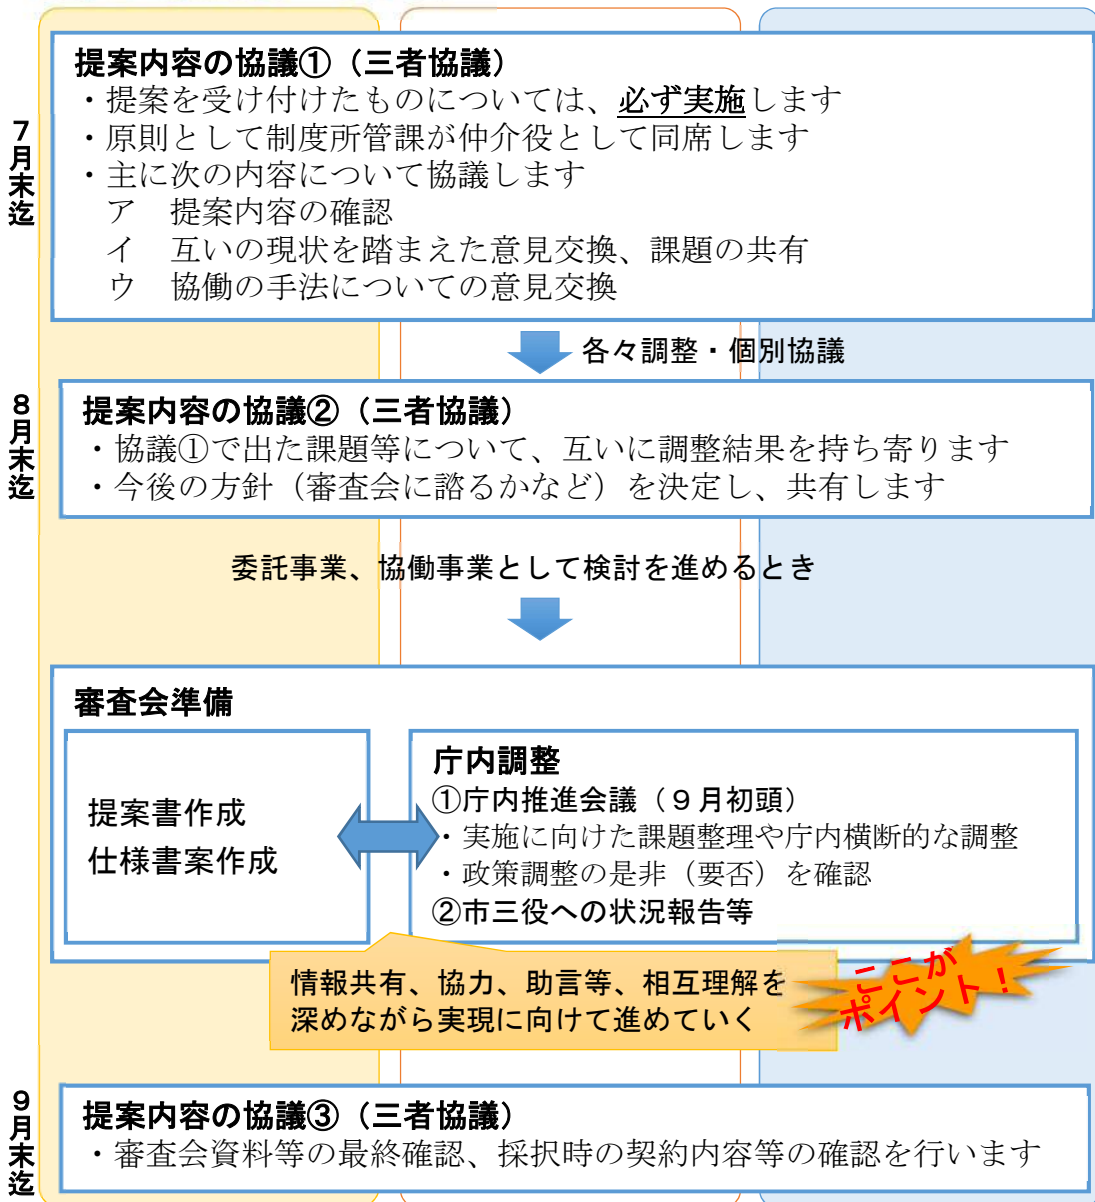 7月末迄
提案内容の協議①（三者協議）
・提案を受け付けたものについては、必ず実施します
・原則として制度所管課が仲介役として同席します
・主に次の内容について協議します
ア　提案内容の確認
イ　互いの現状を踏まえた意見交換、課題の共有
ウ　協働の手法についての意見交換
各々調整・個別協議
8月末迄
提案内容の協議②（三者協議）
・協議①で出た課題等について、互いに調整結果を持ち寄ります
・今後の方針（審査会に諮るかなど）を決定し、共有します
委託事業、協働事業として検討を進めるとき
審査会準備
提案書作成
仕様書案作成
庁内調整
①庁内推進会議（９月初頭）
・実施に向けた課題整理や庁内横断的な調整
・政策調整の是非（要否）を確認
②市三役への状況報告等
情報共有、協力、助言等、相互理解を
深めながら実現に向けて進めていく
ここが
ポイント！
9月末迄
提案内容の協議③（三者協議）
・審査会資料等の最終確認、採択時の契約内容等の確認を行います